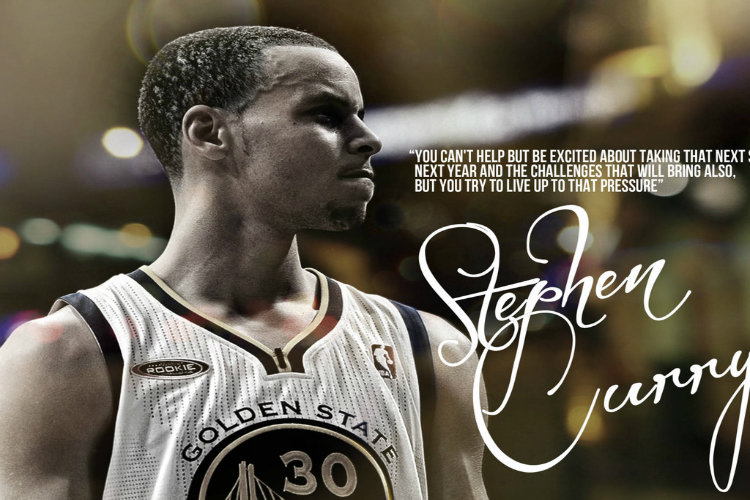 “YOU CAN'T HELP BUT BE EXCITED ABOUT TAKING THAT NEXT
NEXT YEAR AND THE CHALLENGES THAT WILL BRING ALSO,
BUT YOU TRY TO LIVE UP TO THAT PRESSURE”
Stephen
Curry
ROOKIE
NBA
GOLDEN STATE
30